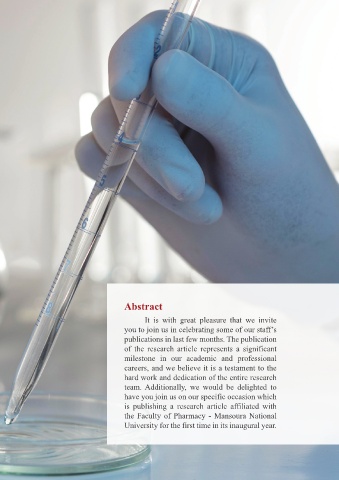 Abstract
It is with great pleasure that we invite
you to join us in celebrating some of our staff's
publications in last few months. The publication
of the research article represents a significant
milestone in our academic and professional
careers, and we believe it is a testament to the
hard work and dedication of the entire research
team. Additionally, we would be delighted to
have you join us on our specific occasion which
is publishing a research article affiliated with
the Faculty of Pharmacy - Mansoura National
University for the first time in its inaugural year.